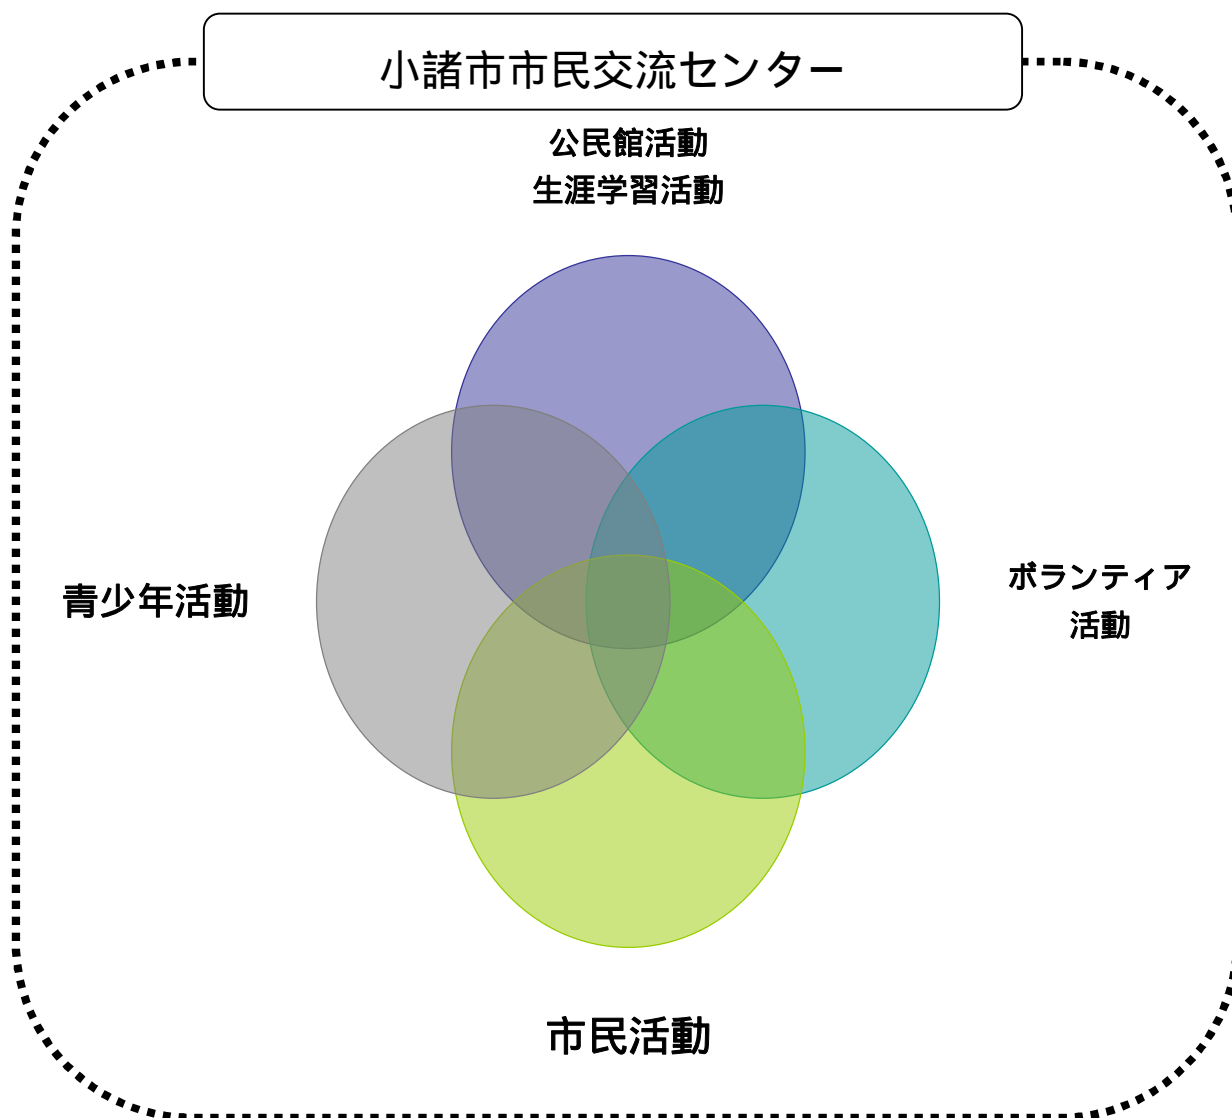 小諸市市民交流センター
公民館活動
生涯学習活動
青少年活動
ボランティア
活動
市民活動